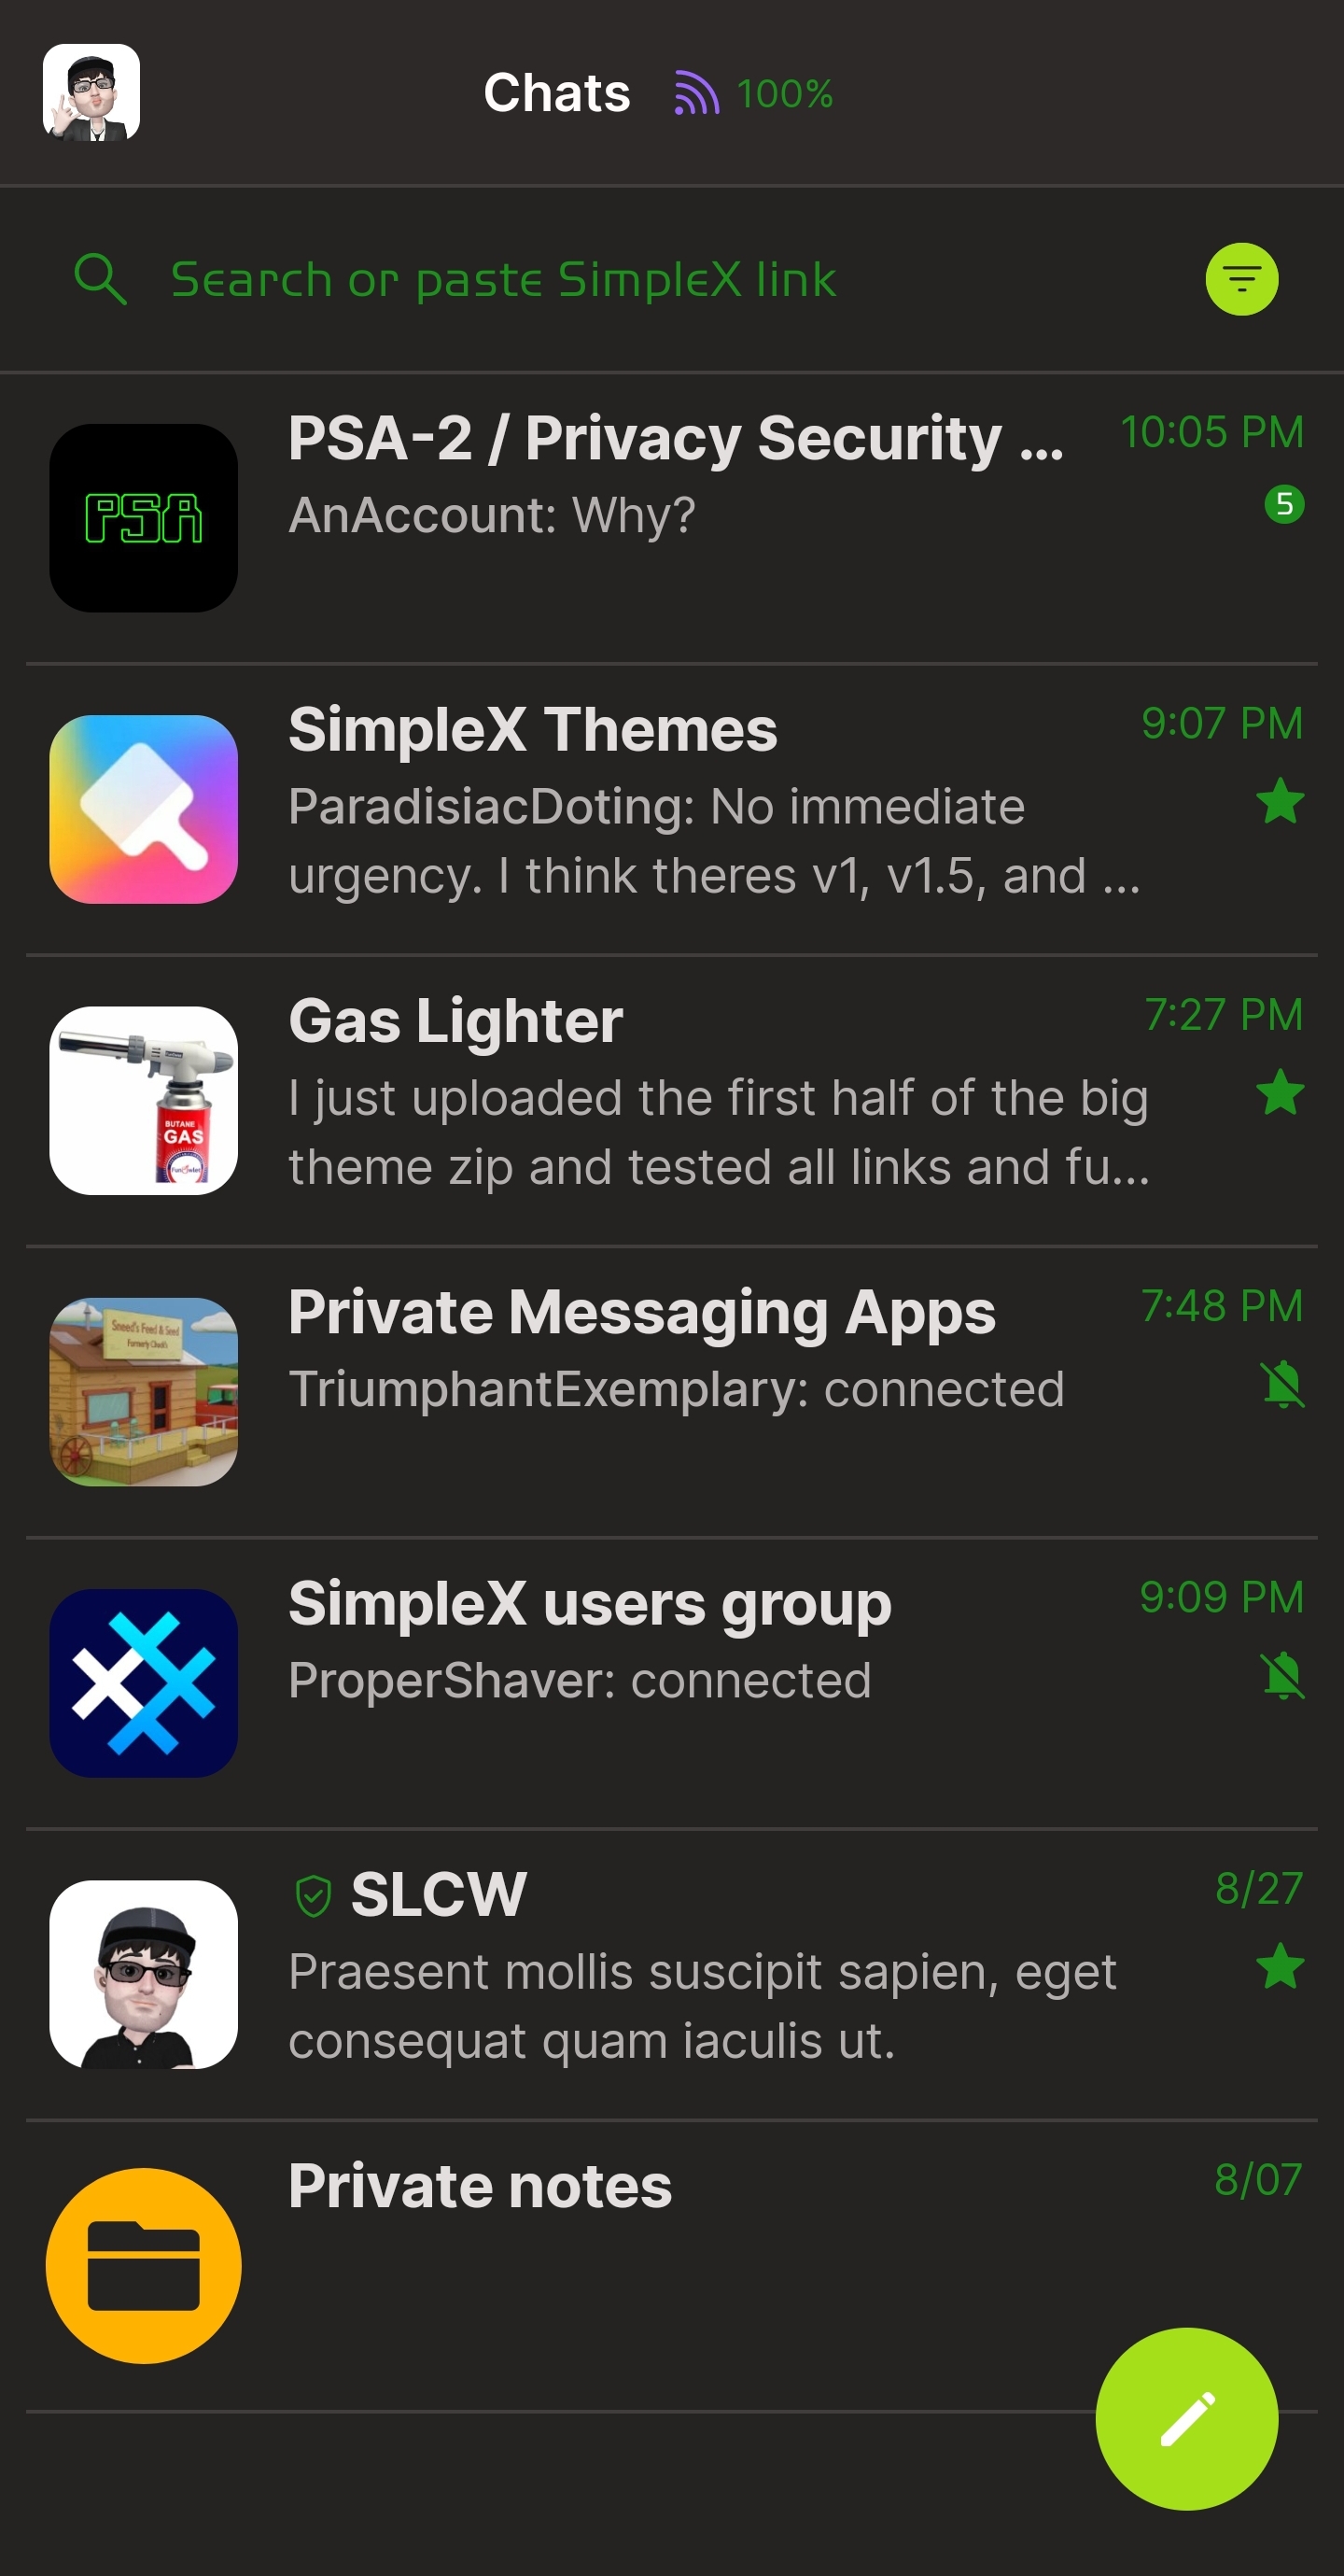 Chats 100%
Search or paste SimpleX link
PSA-2 / Privacy Security ... 10:05 PM
PSA
AnAccount: Why? 5
SimpleX Themes 9:07 PM
ParadisiacDoting: No immediate
urgency. I think theres v1, v1.5, and ...
Gas Lighter 7:27 PM
I just uploaded the first half of the big
theme zip and tested all links and fu...
BUTANE
GAS
Private Messaging Apps 7:48 PM
Sneed's Feed & Seed
Formerly Chuck's
TriumphantExemplary: connected
SimpleX users group 9:09 PM
ProperShaver: connected
SLCW 8/27
Praesent mollis suscipit sapien, eget
consequat quam iaculis ut.
Private notes 8/07